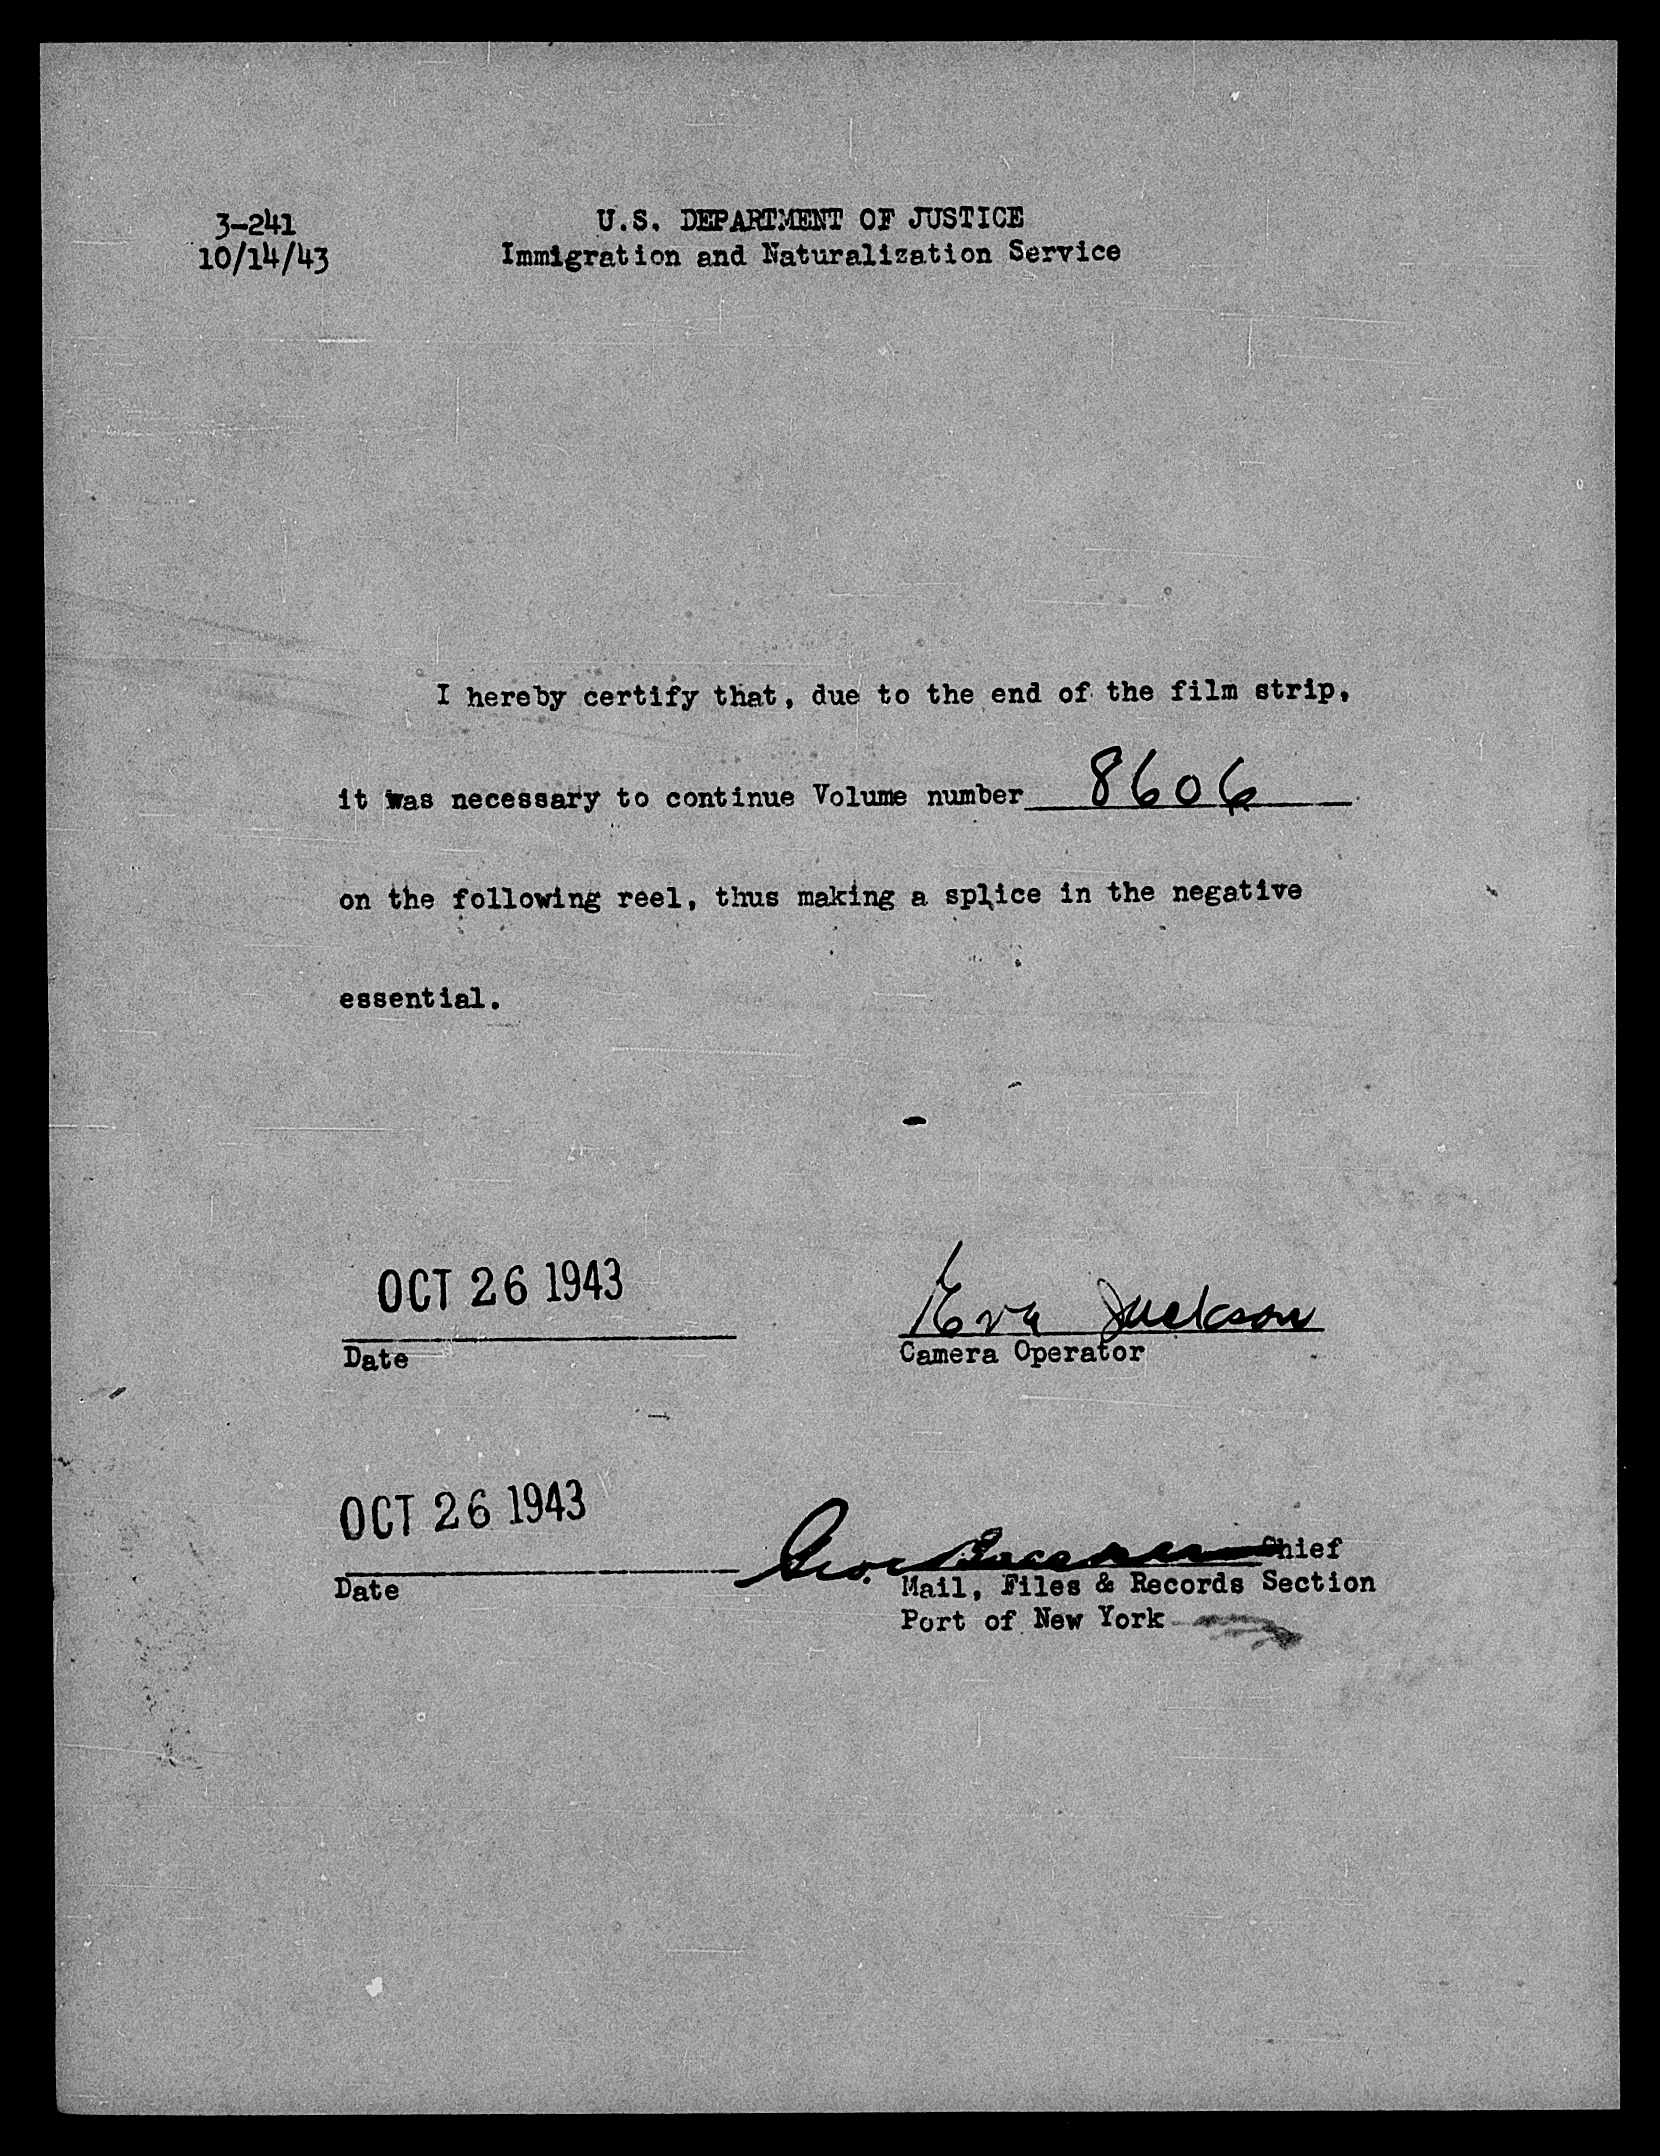 3-241
10/14/43
U.S. DEPARTMENT OF JUSTICE
Immigration and Naturalization Service
I hereby certify that, due to the end of the film strip,
it was necessary to continue Volume number 8606
on the following reel, thus making a splice in the negative
essential.
OCT 26 1943
Eva Jackson
Date
Camera Operator
OCT 26 1943
Geo. Chief
Date
Mail, Files & Records Section
Port of New York